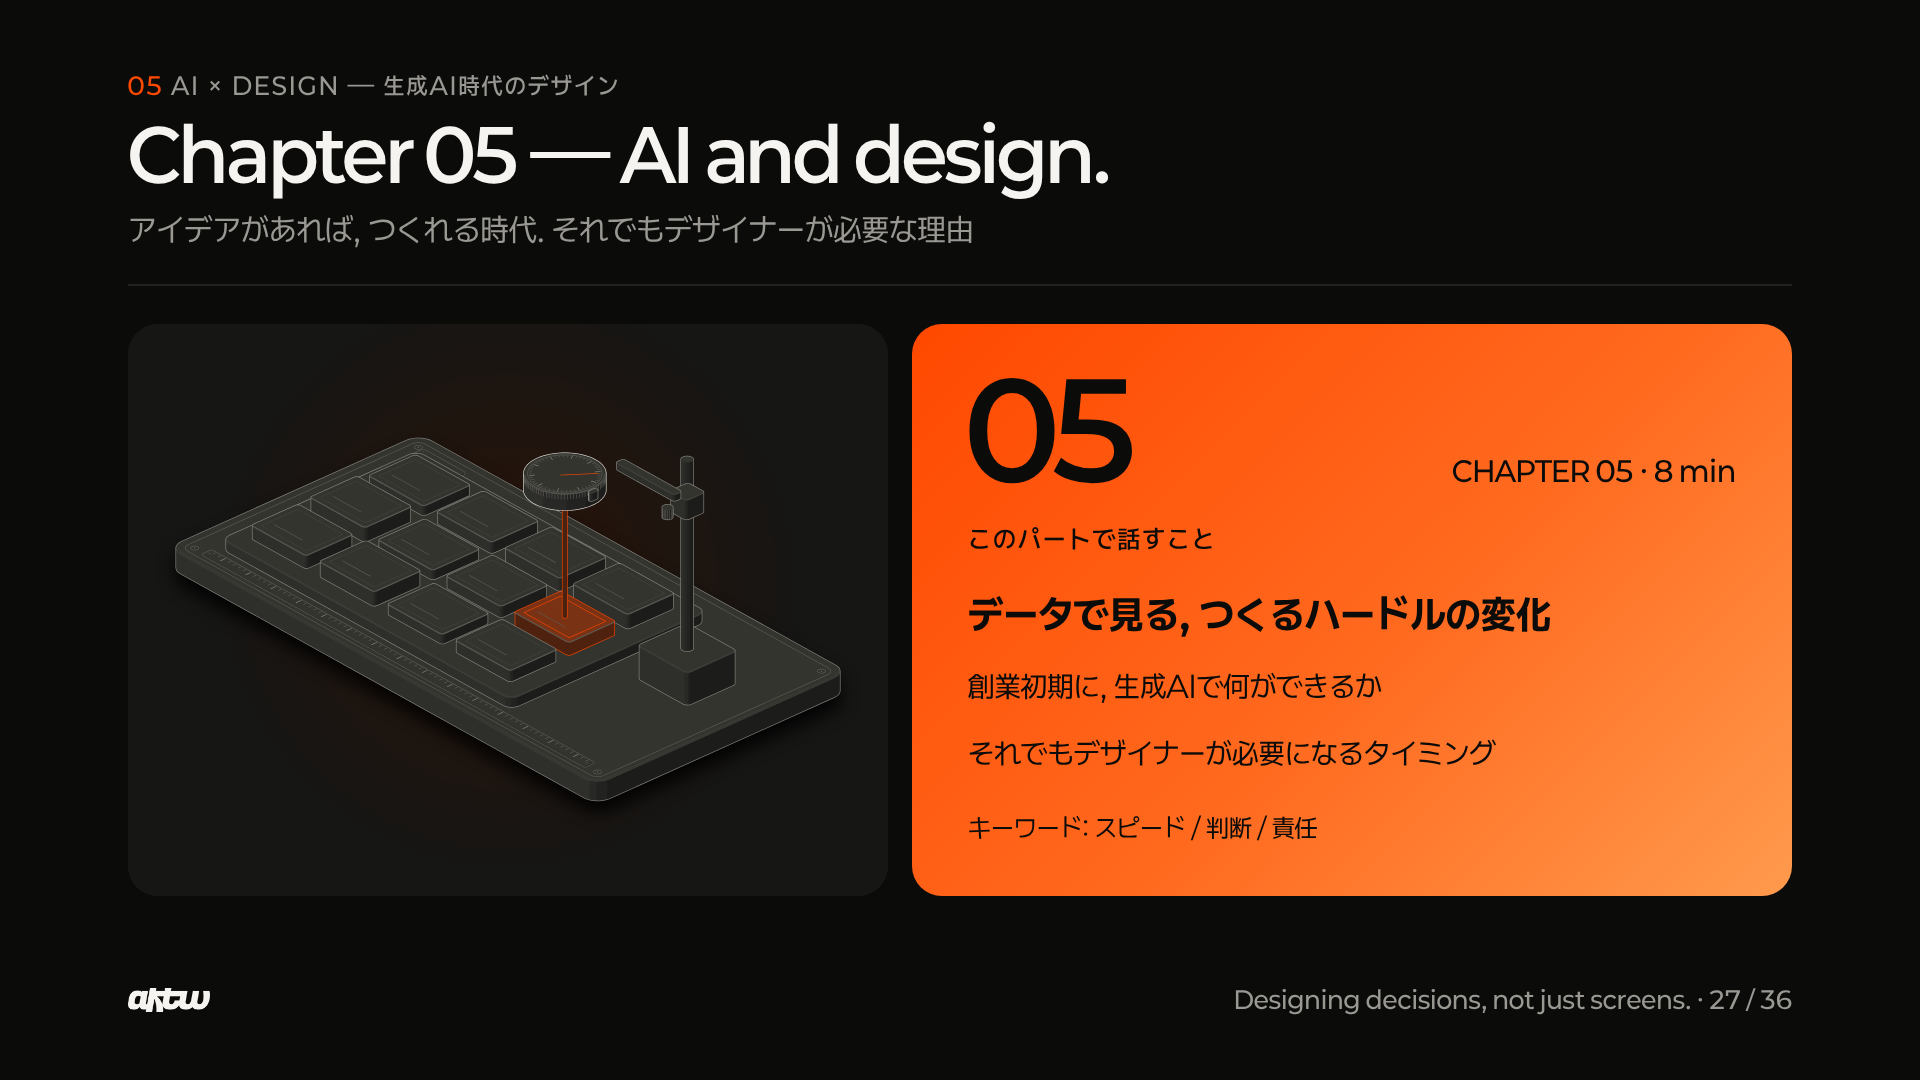 05 AI × DESIGN — 生成AI時代のデザイン
Chapter 05 — AI and design.
アイデアがあれば, つくれる時代. それでもデザイナーが必要な理由
05
CHAPTER 05 · 8 min
このパートで話すこと
データで見る, つくるハードルの変化
創業初期に, 生成AIで何ができるか
それでもデザイナーが必要になるタイミング
キーワード: スピード / 判断 / 責任
aktw
Designing decisions, not just screens. · 27 / 36